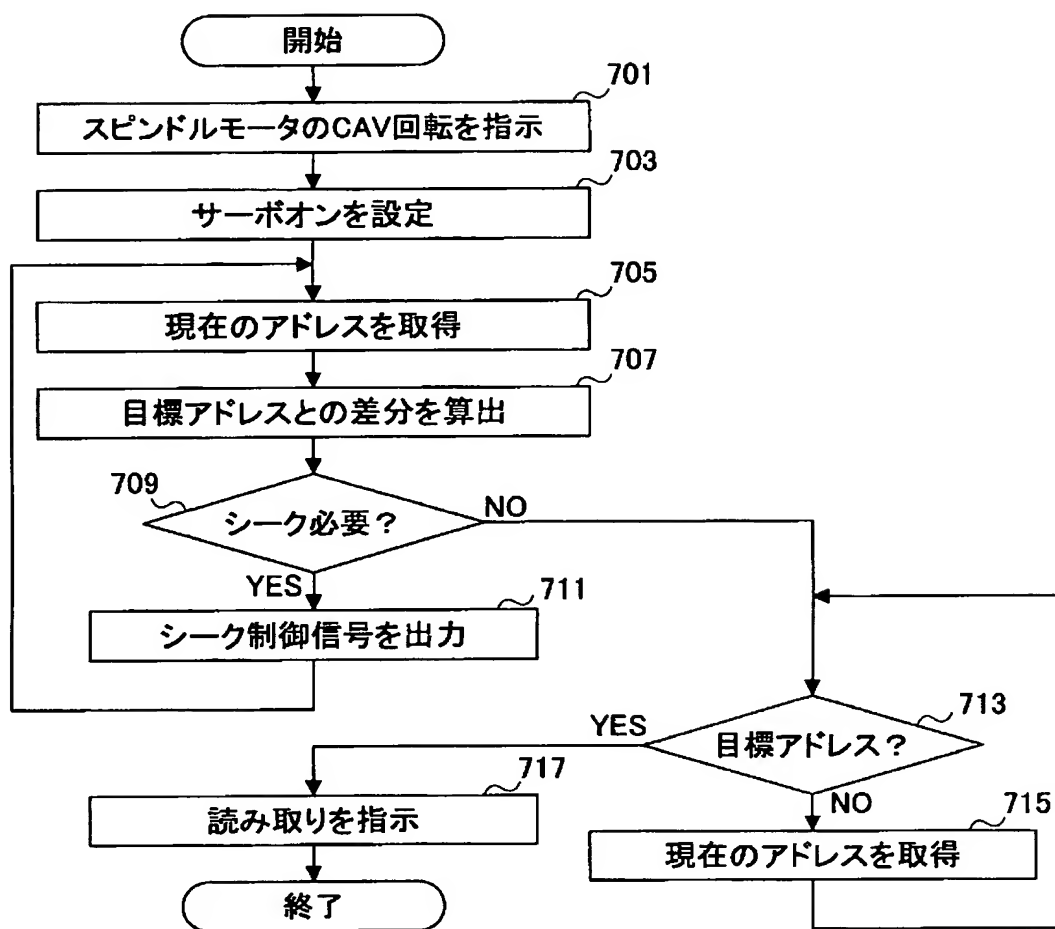 開始
701
スピンドルモータのCAV回転を指示
703
サーボオンを設定
705
現在のアドレスを取得
707
目標アドレスとの差分を算出
709
シーク必要？
NO
YES
711
シーク制御信号を出力
713
目標アドレス？
YES
NO
717
読み取りを指示
715
現在のアドレスを取得
終了